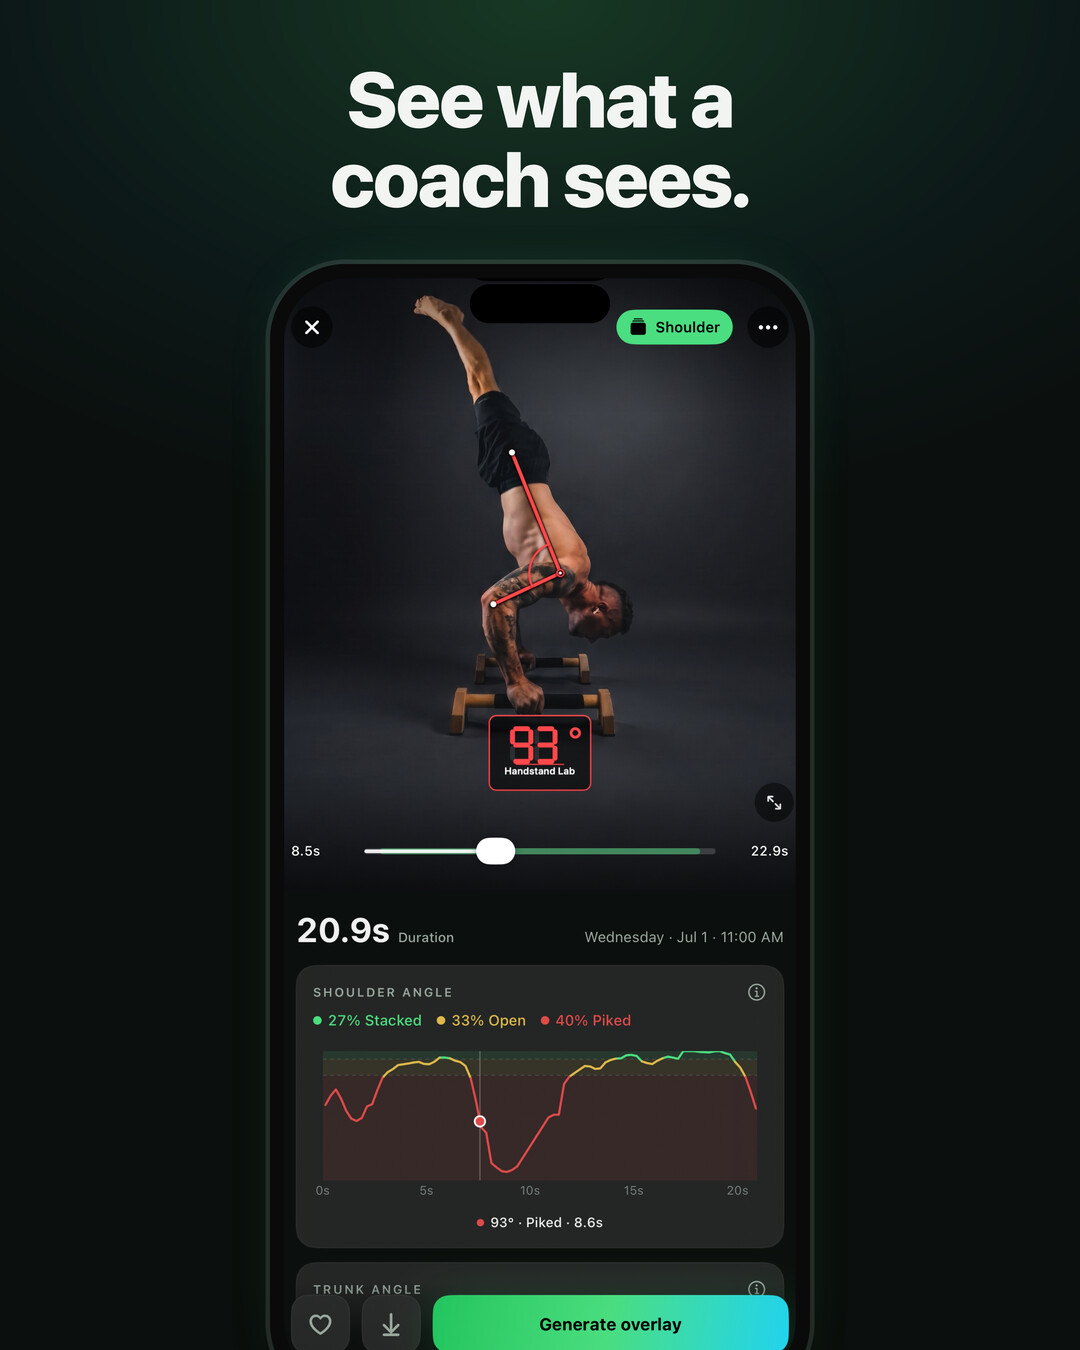 See what a
coach sees.
Shoulder
93°
Handstand Lab
8.5s
22.9s
20.9s Duration
Wednesday · Jul 1 · 11:00 AM
SHOULDER ANGLE
27% Stacked 33% Open 40% Piked
0s 5s 10s 15s 20s
93° · Piked · 8.6s
TRUNK ANGLE
Generate overlay